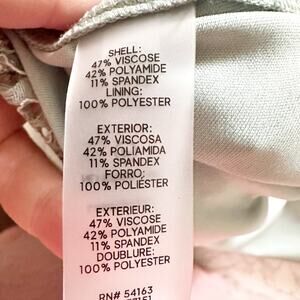 SHELL:
47% VISCOSE
42% POLYAMIDE
11% SPANDEX
LINING:
100% POLYESTER
EXTERIOR:
47% VISCOSA
42% POLIAMIDA
11% SPANDEX
FORRO:
100% POLIÉSTER
EXTERIEUR:
47% VISCOSE
42% POLYAMIDE
11% SPANDEX
DOUBLURE:
100% POLYESTER
RN# 54163